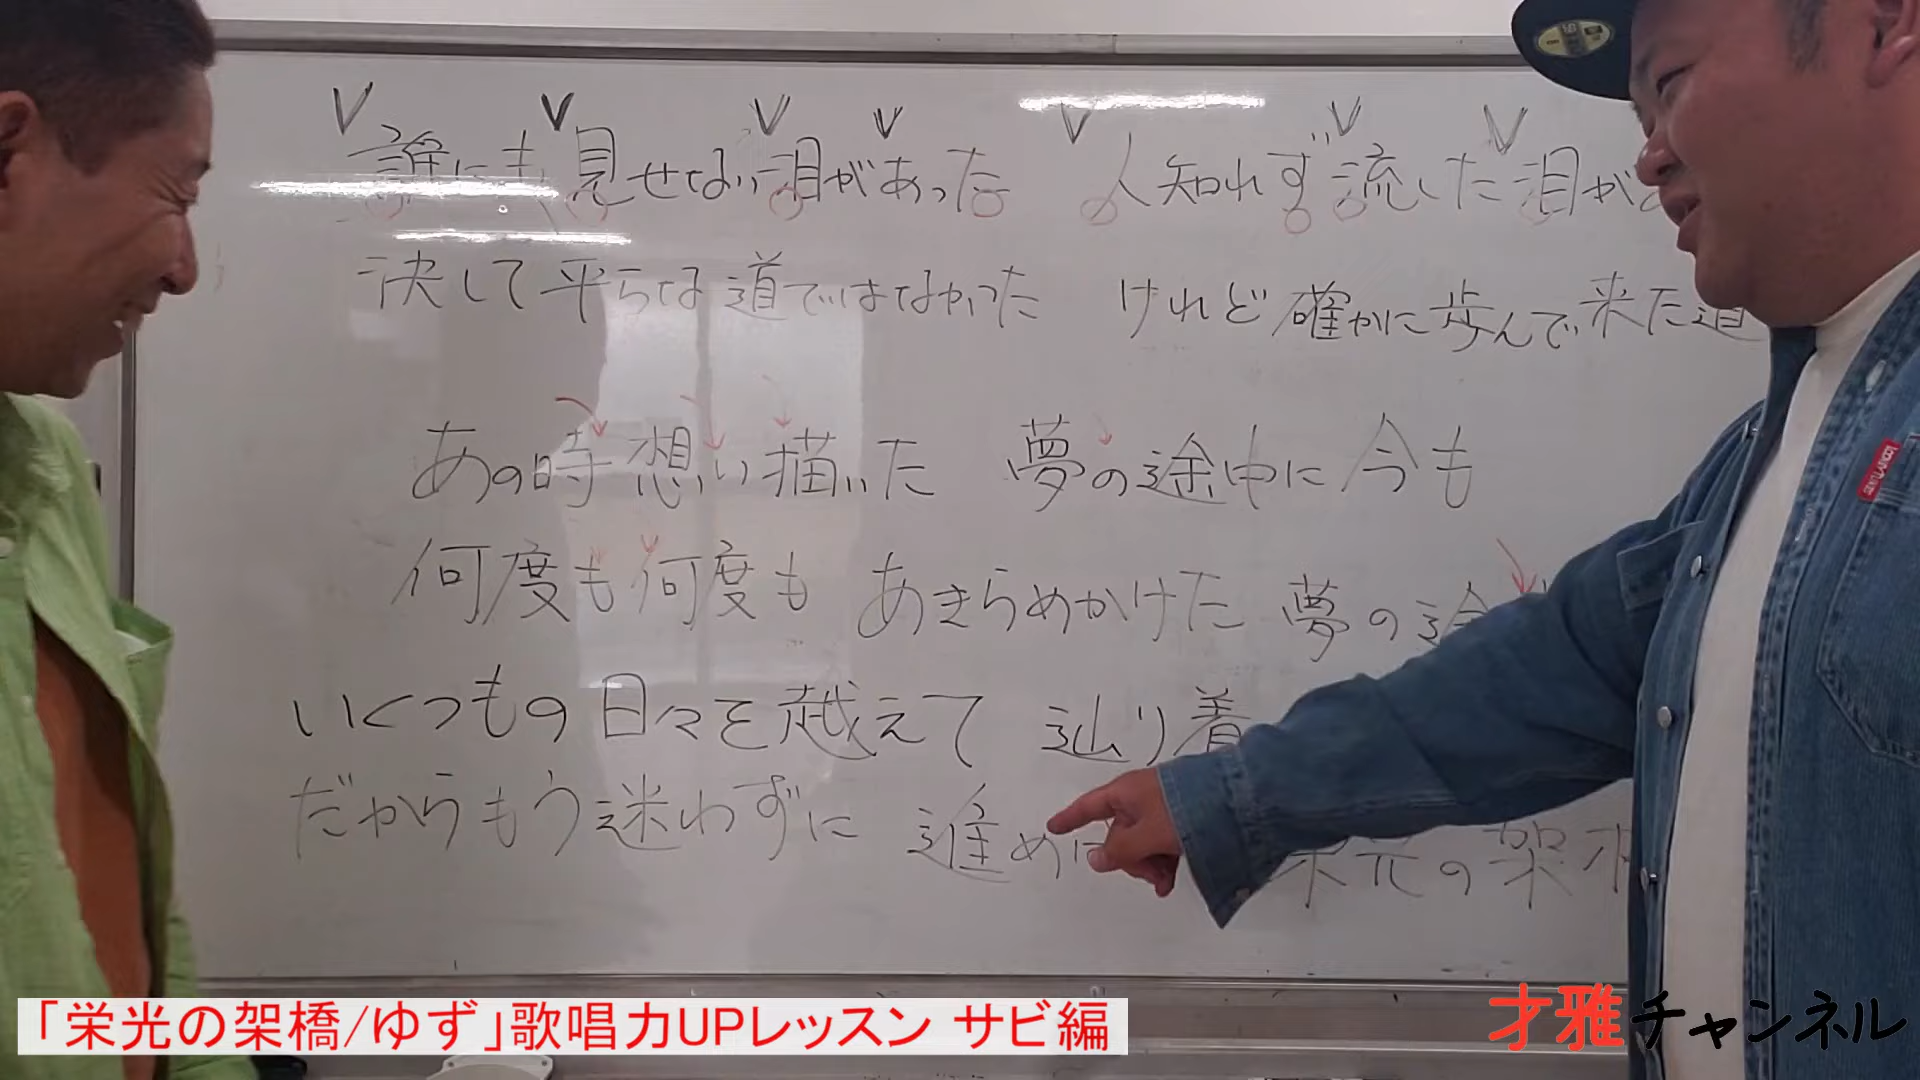 V V V V V V V
誰にも見せない泪があった 人知れず流した泪が
決して平らな道ではなかった けれど確かに歩んで来た道
あの時想い描いた 夢の途中に今も
何度も何度も あきらめかけた 夢の途
いくつもの日々を越えて 辿り着
だからもう迷わずに 進め の架
「栄光の架橋/ゆず」歌唱力UPレッスン サビ編
才雅チャンネル